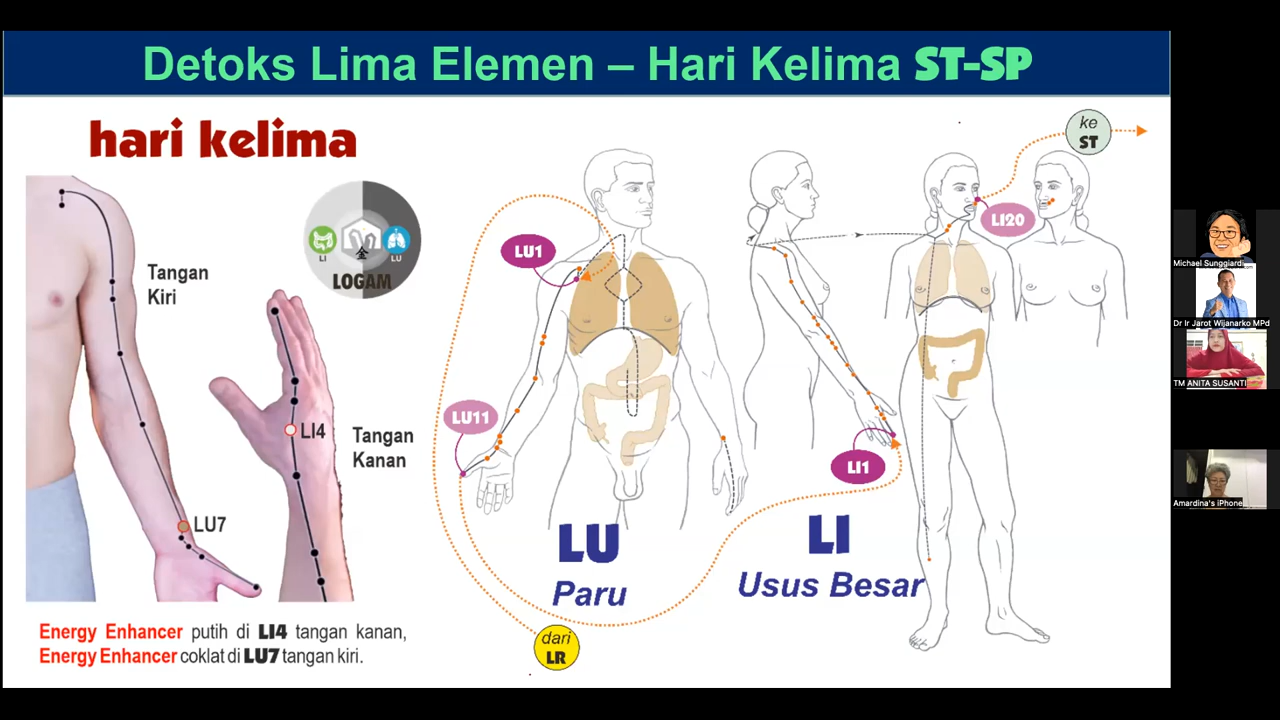 Detoks Lima Elemen – Hari Kelima ST-SP
hari kelima
Tangan
Kiri
LI
LU
LOGAM
LI4
Tangan
Kanan
LU7
Energy Enhancer putih di LI4 tangan kanan,
Energy Enhancer coklat di LU7 tangan kiri.
LU1
LU11
LU
Paru
dari
LR
LI1
LI
Usus Besar
LI20
ke
ST
Michael Sunggiardi
Dr Ir Jarot Wijanarko MPd
TM ANITA SUSANTI
Amardina's iPhone